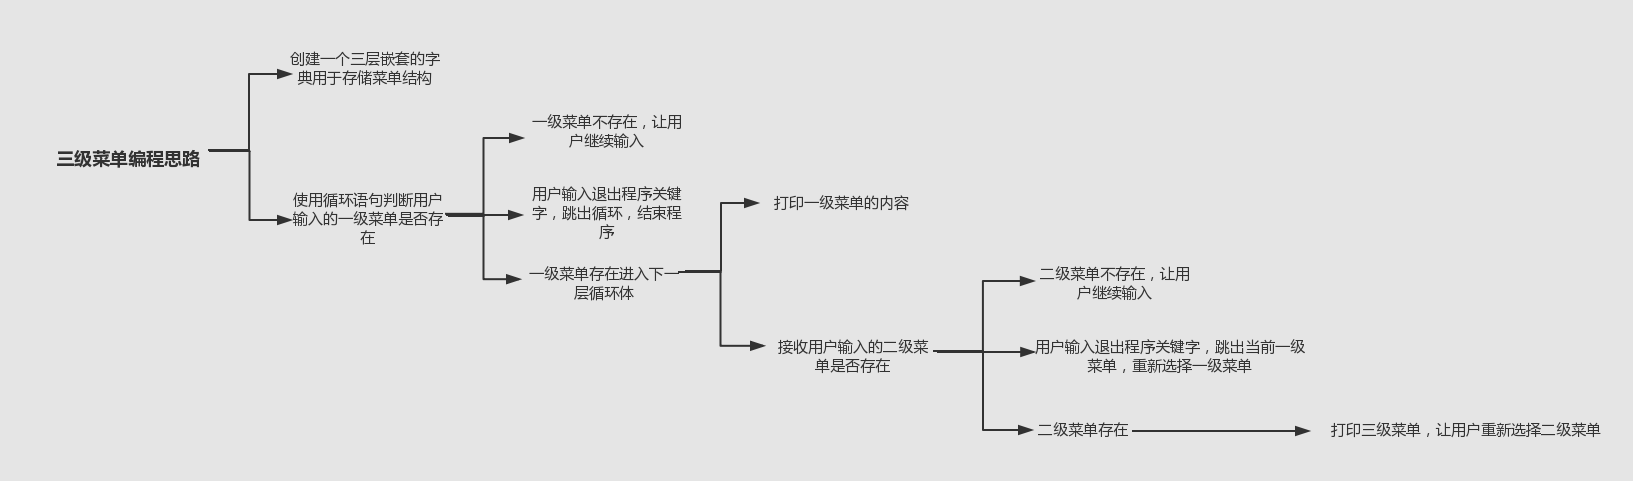 三级菜单编程思路
创建一个三层嵌套的字
典用于存储菜单结构
使用循环语句判断用户
输入的一级菜单是否存
在
一级菜单不存在，让用
户继续输入
用户输入退出程序关键
字，跳出循环，结束程
序
一级菜单存在进入下一
层循环体
打印一级菜单的内容
接收用户输入的二级菜
单是否存在
二级菜单不存在，让用
户继续输入
用户输入退出程序关键字，跳出当前一级
菜单，重新选择一级菜单
二级菜单存在
打印三级菜单，让用户重新选择二级菜单